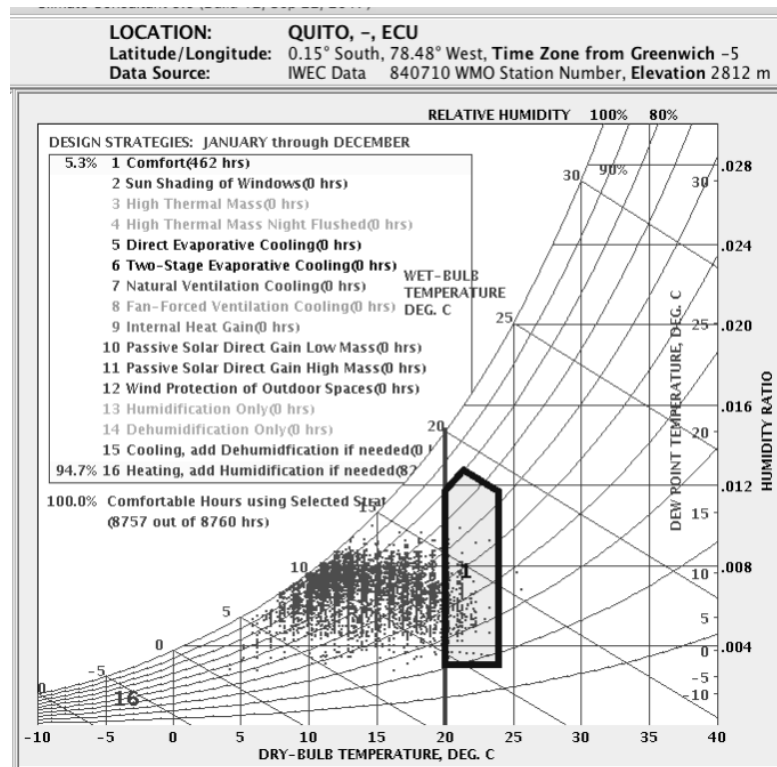 LOCATION: QUITO, -, ECU
Latitude/Longitude: 0.15° South, 78.48° West, Time Zone from Greenwich -5
Data Source: IWEC Data 840710 WMO Station Number, Elevation 2812 m
RELATIVE HUMIDITY 100% 80%
DESIGN STRATEGIES: JANUARY through DECEMBER
5.3% 1 Comfort(462 hrs)
2 Sun Shading of Windows(0 hrs)
3 High Thermal Mass(0 hrs)
4 High Thermal Mass Night Flushed(0 hrs)
5 Direct Evaporative Cooling(0 hrs)
6 Two-Stage Evaporative Cooling(0 hrs)
7 Natural Ventilation Cooling(0 hrs)
8 Fan-Forced Ventilation Cooling(0 hrs)
9 Internal Heat Gain(0 hrs)
10 Passive Solar Direct Gain Low Mass(0 hrs)
11 Passive Solar Direct Gain High Mass(0 hrs)
12 Wind Protection of Outdoor Spaces(0 hrs)
13 Humidification Only(0 hrs)
14 Dehumidification Only(0 hrs)
15 Cooling, add Dehumidfication if needed(0
94.7% 16 Heating, add Humidification if needed(82
100.0% Comfortable Hours using Selected Strat
(8757 out of 8760 hrs)
WET-BULB
TEMPERATURE
DEG. C
90%
30
25
20
15
10
5
0
-5
0
1
16
DEW POINT TEMPERATURE, DEG. C
30
25
20
15
10
5
0
-5
-10
HUMIDITY RATIO
.028
.024
.020
.016
.012
.008
.004
-10 -5 0 5 10 15 20 25 30 35 40
DRY-BULB TEMPERATURE, DEG. C